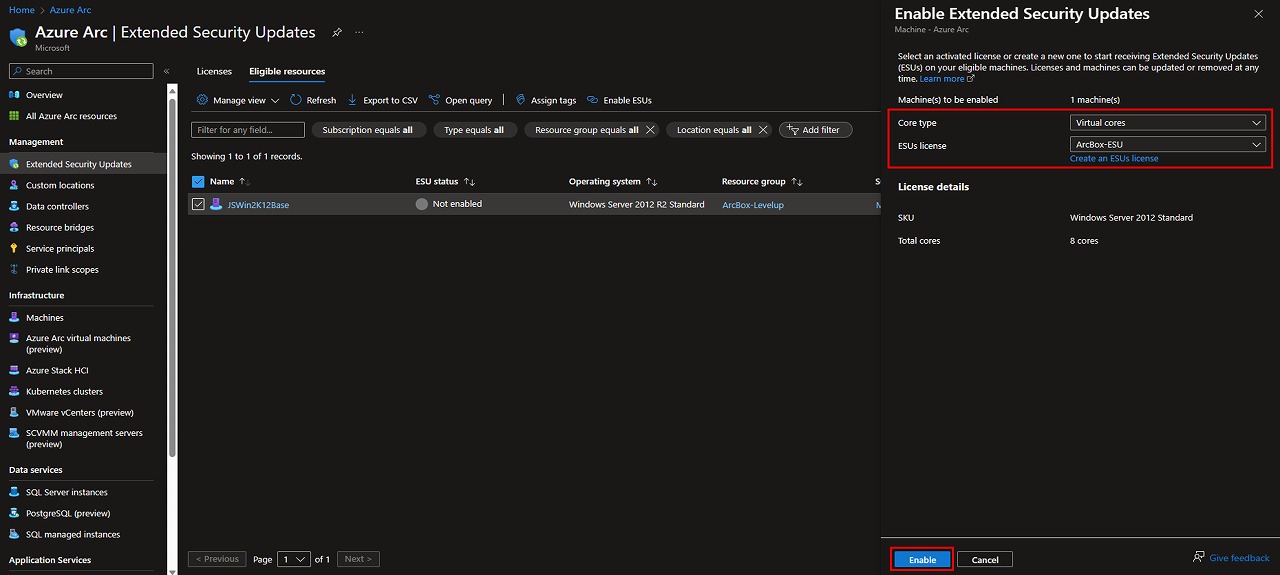 Home > Azure Arc
Azure Arc | Extended Security Updates
Microsoft
Search
Overview
All Azure Arc resources
Management
Extended Security Updates
Custom locations
Data controllers
Resource bridges
Service principals
Private link scopes
Infrastructure
Machines
Azure Arc virtual machines
(preview)
Azure Stack HCI
Kubernetes clusters
VMware vCenters (preview)
SCVMM management servers
(preview)
Data services
SQL Server instances
PostgreSQL (preview)
SQL managed instances
Application Services
Licenses Eligible resources
Manage view Refresh Export to CSV Open query Assign tags Enable ESUs
Filter for any field... Subscription equals all Type equals all Resource group equals all Location equals all Add filter
Showing 1 to 1 of 1 records.
Name ESU status Operating system Resource group S
JSWin2K12Base Not enabled Windows Server 2012 R2 Standard ArcBox-Levelup M
< Previous Page 1 of 1 Next >
Enable Extended Security Updates
Machine - Azure Arc
Select an activated license or create a new one to start receiving Extended Security Updates
(ESUs) on your eligible machines. Licenses and machines can be updated or removed at any
time. Learn more
Machine(s) to be enabled 1 machine(s)
Core type Virtual cores
ESUs license ArcBox-ESU
Create an ESUs license
License details
SKU Windows Server 2012 Standard
Total cores 8 cores
Enable Cancel Give feedback